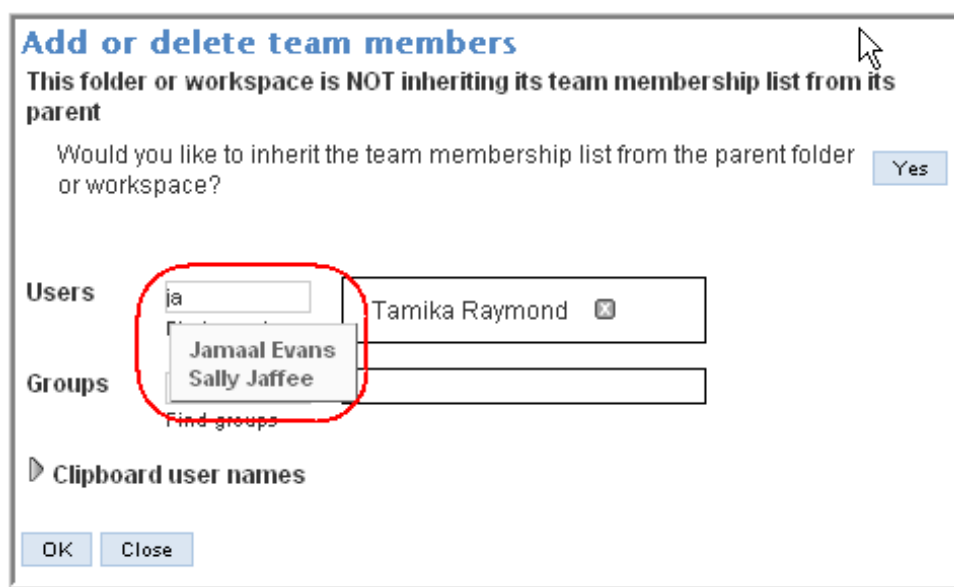 Add or delete team members
This folder or workspace is NOT inheriting its team membership list from its
parent
Would you like to inherit the team membership list from the parent folder
or workspace?
Yes
Users
ja
Tamika Raymond
Jamaal Evans
Sally Jaffee
Groups
Find groups
Clipboard user names
OK
Close